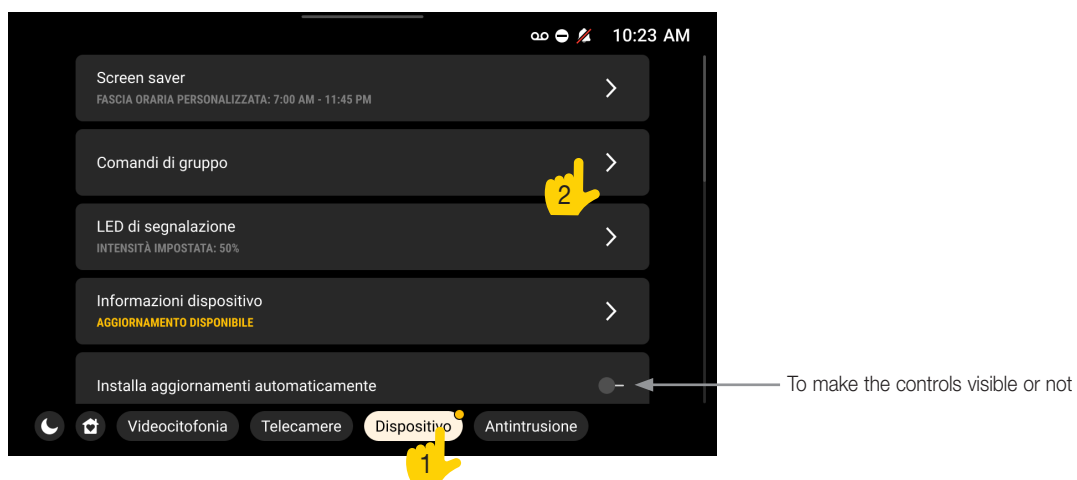 10:23 AM
Screen saver
FASCIA ORARIA PERSONALIZZATA: 7:00 AM - 11:45 PM
Comandi di gruppo
2
LED di segnalazione
INTENSITÀ IMPOSTATA: 50%
Informazioni dispositivo
AGGIORNAMENTO DISPONIBILE
Installa aggiornamenti automaticamente
To make the controls visible or not
Videocitofonia Telecamere Dispositivo Antintrusione
1